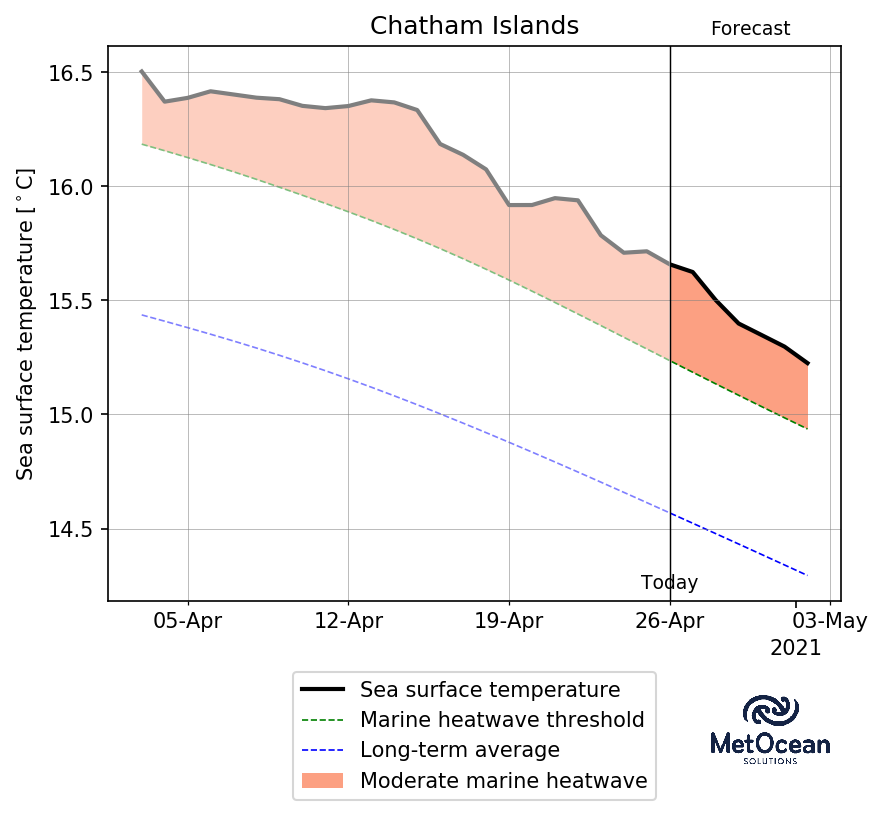 Chatham Islands
Forecast
Sea surface temperature [°C]
16.5
16.0
15.5
15.0
14.5
Today
05-Apr
12-Apr
19-Apr
26-Apr
03-May
2021
Sea surface temperature
Marine heatwave threshold
Long-term average
Moderate marine heatwave
MetOcean
SOLUTIONS